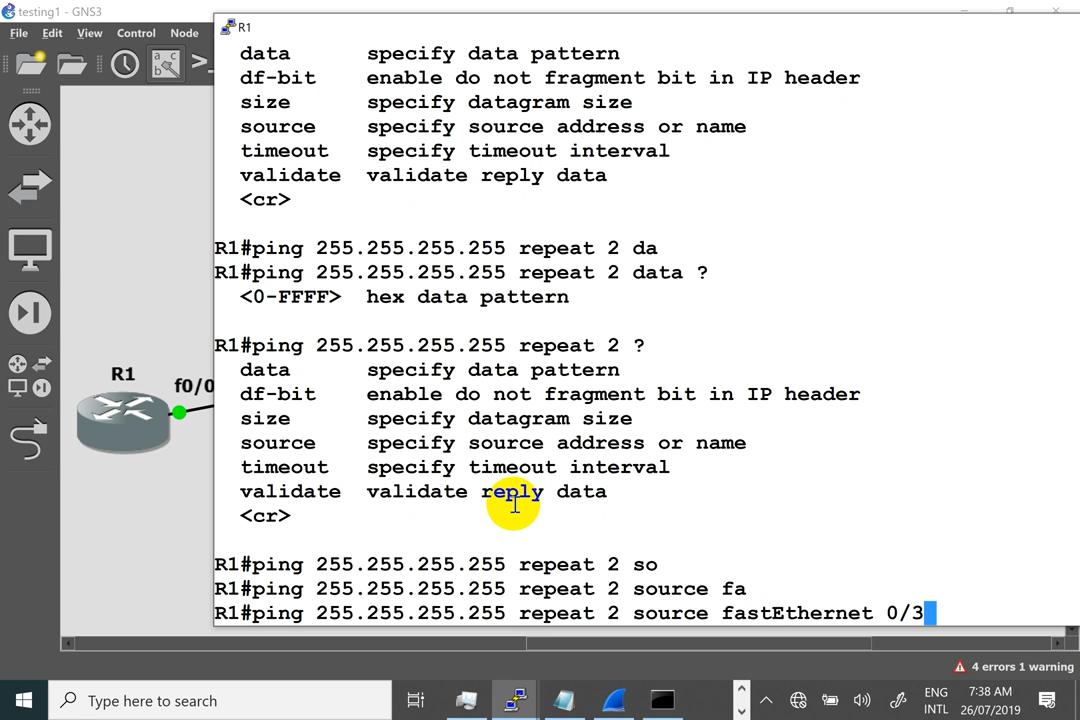 testing1 - GNS3
File Edit View Control Node
R1
data specify data pattern
df-bit enable do not fragment bit in IP header
size specify datagram size
source specify source address or name
timeout specify timeout interval
validate validate reply data
<cr>
R1#ping 255.255.255.255 repeat 2 da
R1#ping 255.255.255.255 repeat 2 data ?
<0-FFFF> hex data pattern
R1#ping 255.255.255.255 repeat 2 ?
data specify data pattern
df-bit enable do not fragment bit in IP header
size specify datagram size
source specify source address or name
timeout specify timeout interval
validate validate reply data
<cr>
R1#ping 255.255.255.255 repeat 2 so
R1#ping 255.255.255.255 repeat 2 source fa
R1#ping 255.255.255.255 repeat 2 source fastEthernet 0/3
a c
b
R1
f0/0
4 errors 1 warning
Type here to search
ENG
INTL
7:38 AM
26/07/2019